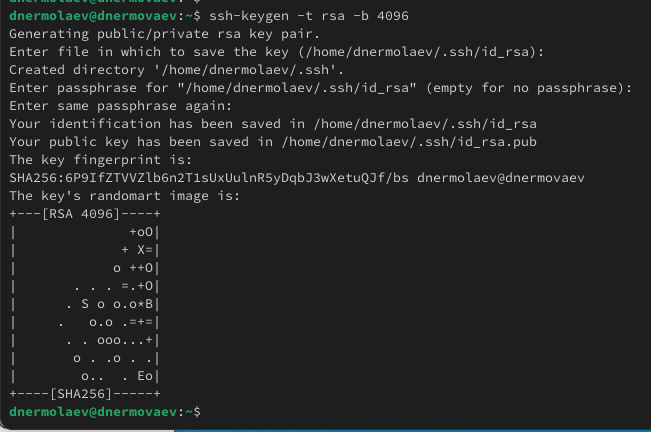 dnermolaev@dnermovaev:~$ ssh-keygen -t rsa -b 4096
Generating public/private rsa key pair.
Enter file in which to save the key (/home/dnermolaev/.ssh/id_rsa):
Created directory '/home/dnermolaev/.ssh'.
Enter passphrase for "/home/dnermolaev/.ssh/id_rsa" (empty for no passphrase):
Enter same passphrase again:
Your identification has been saved in /home/dnermolaev/.ssh/id_rsa
Your public key has been saved in /home/dnermolaev/.ssh/id_rsa.pub
The key fingerprint is:
SHA256:6P9IfZTVVZlb6n2T1sUxUulnR5yDqbJ3wXetuQJf/bs dnermolaev@dnermovaev
The key's randomart image is:
+---[RSA 4096]----+
|              +oO|
|             + X=|
|            o ++O|
|       . . . =.+O|
|      . S o o.o*B|
|     .   o.o .=+=|
|      . . ooo...+|
|       o . .o . .|
|        o..  . Eo|
+----[SHA256]-----+
dnermolaev@dnermovaev:~$